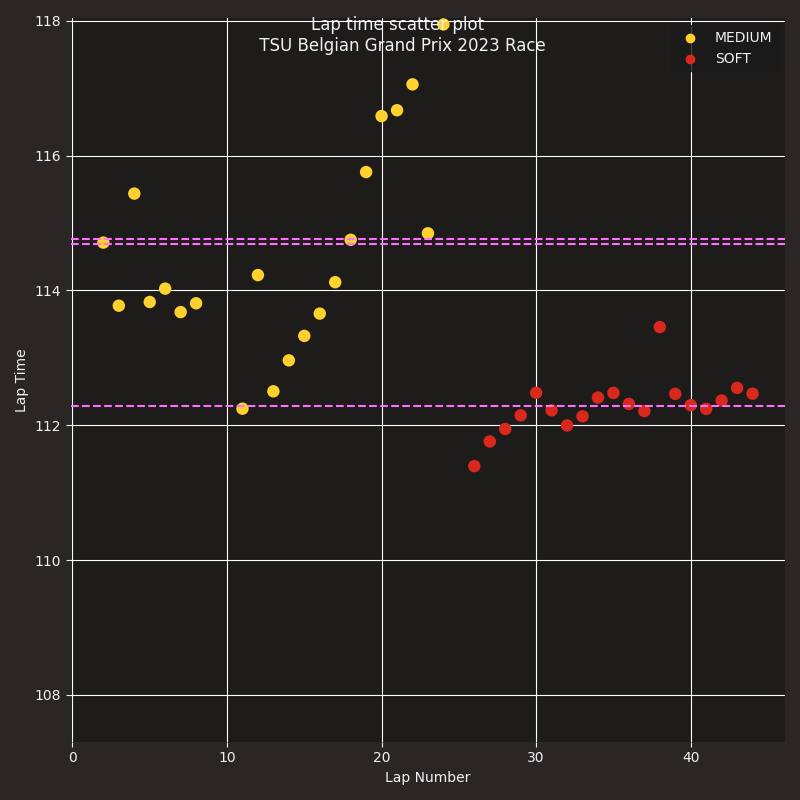 Lap time scatter plot
TSU Belgian Grand Prix 2023 Race
MEDIUM
SOFT
118
116
114
112
110
108
Lap Time
0
10
20
30
40
Lap Number